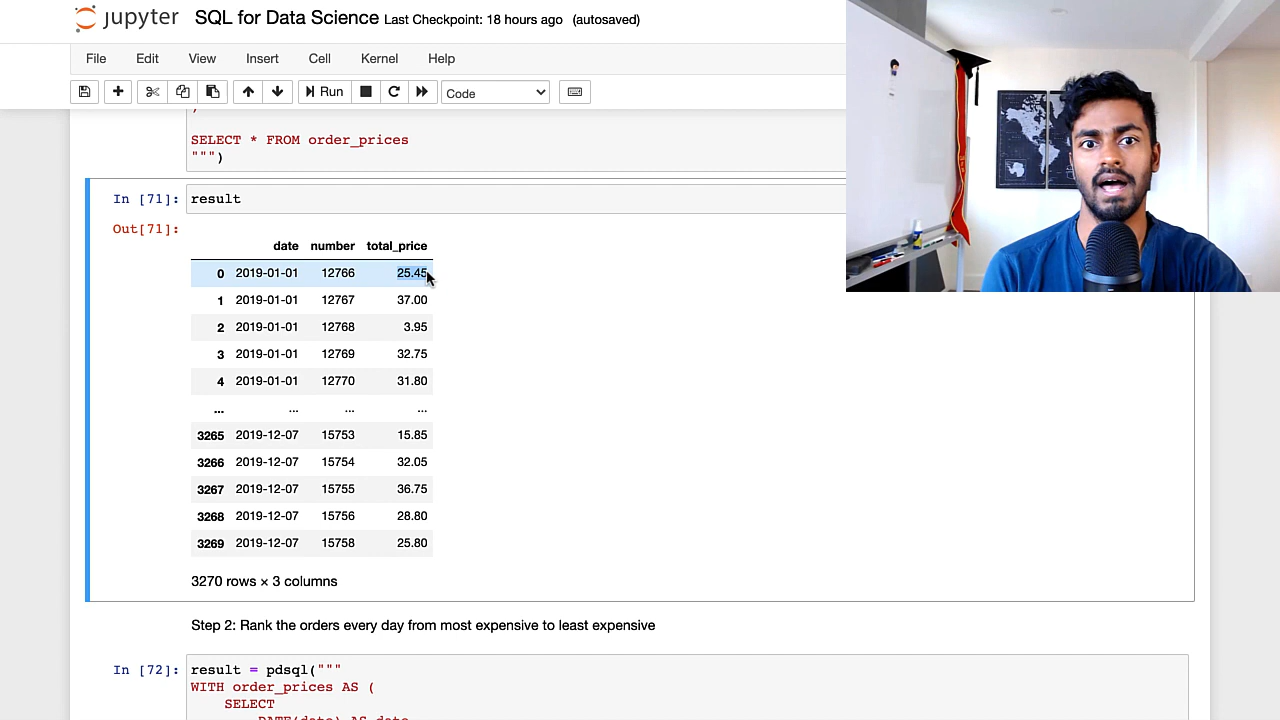 jupyter SQL for Data Science Last Checkpoint: 18 hours ago (autosaved)
File Edit View Insert Cell Kernel Help
Run Code
SELECT * FROM order_prices
""")
In [71]: result
Out[71]:
date number total_price
0 2019-01-01 12766 25.45
1 2019-01-01 12767 37.00
2 2019-01-01 12768 3.95
3 2019-01-01 12769 32.75
4 2019-01-01 12770 31.80
... ... ... ...
3265 2019-12-07 15753 15.85
3266 2019-12-07 15754 32.05
3267 2019-12-07 15755 36.75
3268 2019-12-07 15756 28.80
3269 2019-12-07 15758 25.80
3270 rows × 3 columns
Step 2: Rank the orders every day from most expensive to least expensive
In [72]: result = pdsql("""
WITH order_prices AS (
SELECT
DATE(date) AS date